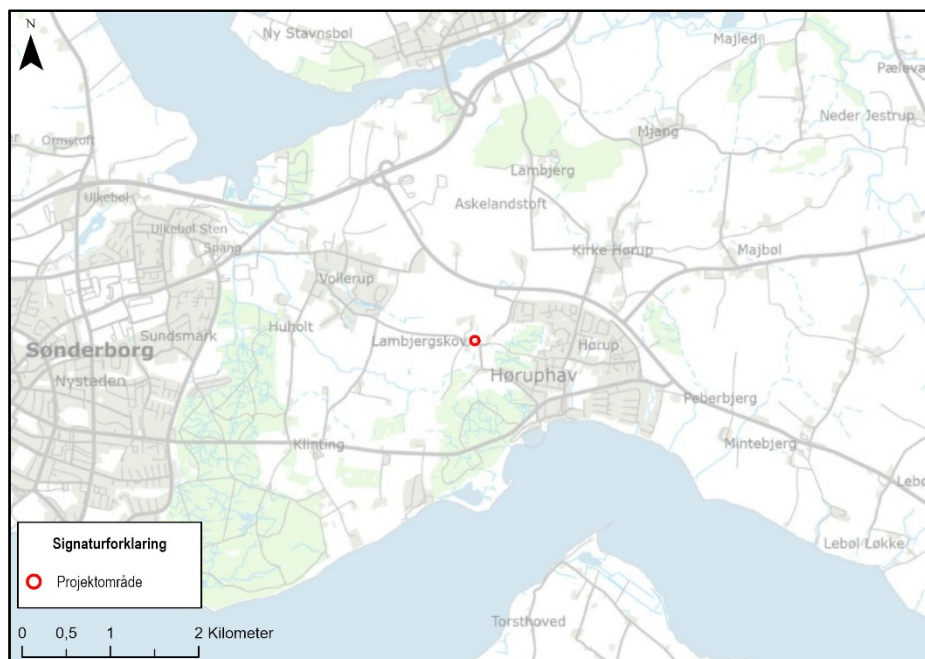 N
Ny Stavnsbøl
Majled
Pælevæ
Neder Jestrup
Mjang
Ormstoft
Lambjerg
Ulkebøl
Askelandstoft
Ulkebøl Sten
Spang
Kirke Hørup
Majbøl
Vollerup
Huholt
Sundsmark
Lambjergskov
Hørup
Sønderborg
Nystaden
Høruphav
Peberbjerg
Klinting
Mintebjerg
Lebø
Lebøl Løkke
Torsthoved
Signaturforklaring
Projektområde
0 0,5 1 2 Kilometer